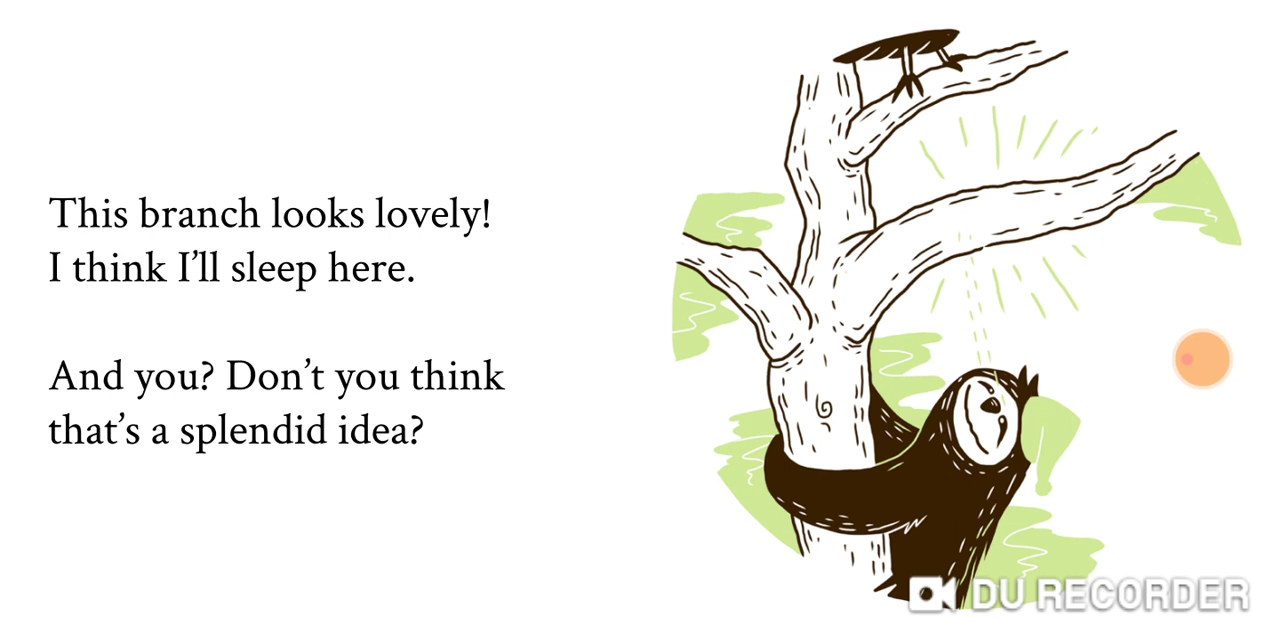 This branch looks lovely!
I think I’ll sleep here.
And you? Don’t you think
that’s a splendid idea?
DU RECORDER